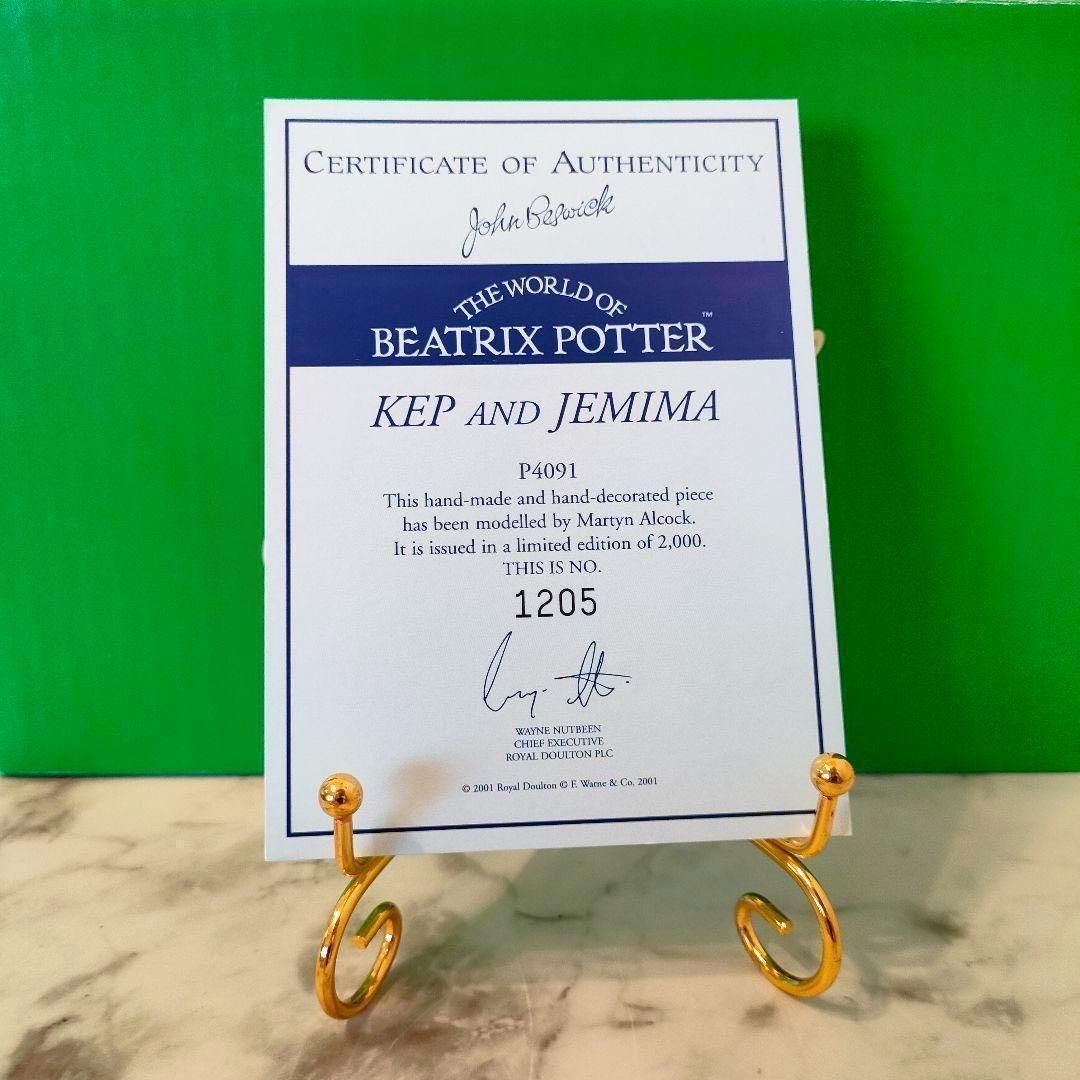 CERTIFICATE OF AUTHENTICITY
John Beswick
THE WORLD OF
BEATRIX POTTER™
KEP AND JEMIMA
P4091
This hand-made and hand-decorated piece
has been modelled by Martyn Alcock.
It is issued in a limited edition of 2,000.
THIS IS NO.
1205
WAYNE NUTBEEN
CHIEF EXECUTIVE
ROYAL DOULTON PLC
© 2001 Royal Doulton © F. Warne & Co. 2001